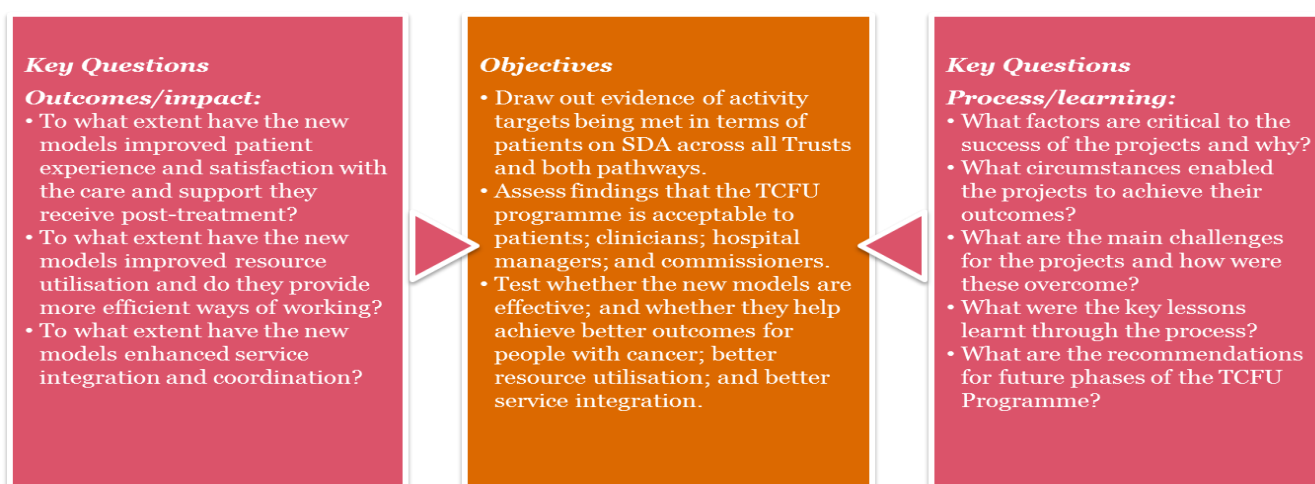 Key Questions
Outcomes/impact:
• To what extent have the new
models improved patient
experience and satisfaction with
the care and support they
receive post-treatment?
• To what extent have the new
models improved resource
utilisation and do they provide
more efficient ways of working?
• To what extent have the new
models enhanced service
integration and coordination?
Objectives
• Draw out evidence of activity
targets being met in terms of
patients on SDA across all Trusts
and both pathways.
• Assess findings that the TCFU
programme is acceptable to
patients; clinicians; hospital
managers; and commissioners.
• Test whether the new models are
effective; and whether they help
achieve better outcomes for
people with cancer; better
resource utilisation; and better
service integration.
Key Questions
Process/learning:
• What factors are critical to the
success of the projects and why?
• What circumstances enabled
the projects to achieve their
outcomes?
• What are the main challenges
for the projects and how were
these overcome?
• What were the key lessons
learnt through the process?
• What are the recommendations
for future phases of the TCFU
Programme?